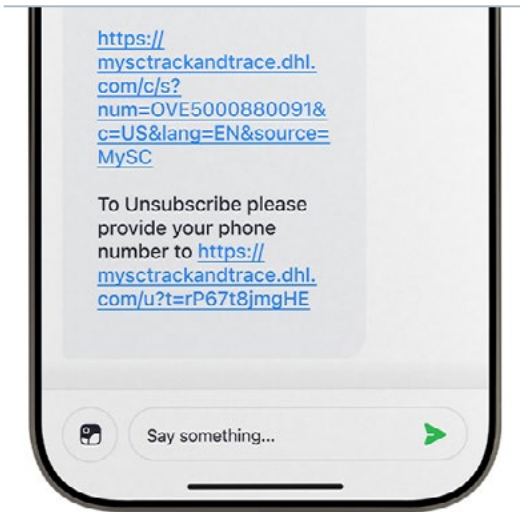 https://
mysctrackandtrace.dhl.
com/c/s?
num=OVE5000880091&
c=US&lang=EN&source=
MySC
To Unsubscribe please
provide your phone
number to https://
mysctrackandtrace.dhl.
com/u?t=rP67t8jmgHE
Say something...